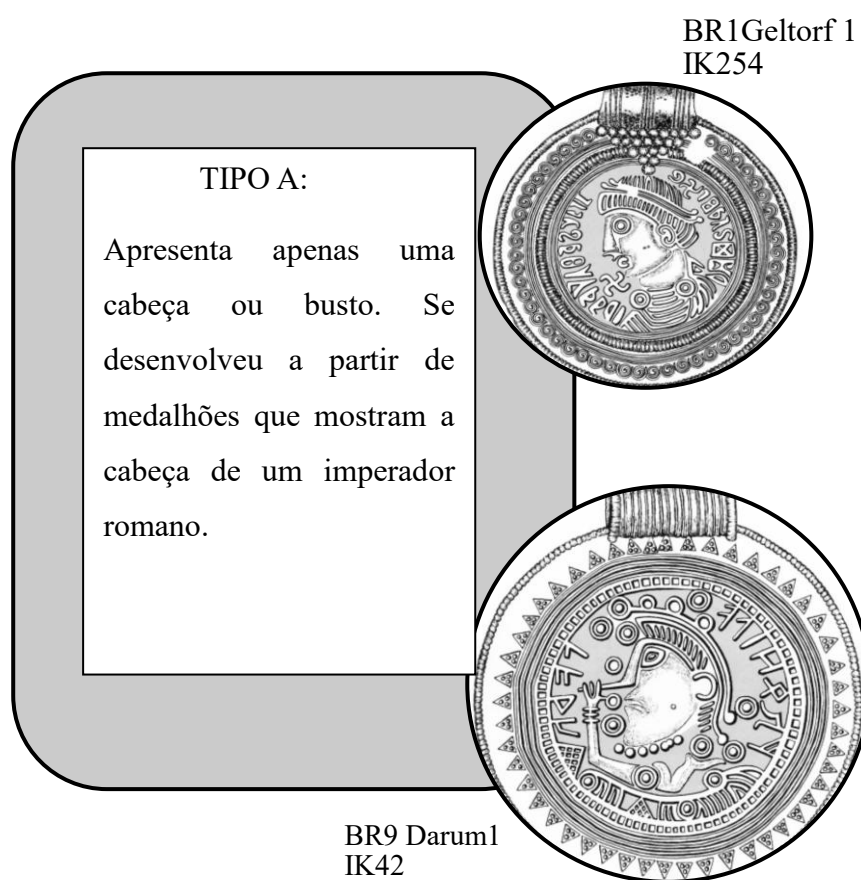 BR1Geltorf 1
IK254
TIPO A:
Apresenta apenas uma
cabeça ou busto. Se
desenvolveu a partir de
medalhões que mostram a
cabeça de um imperador
romano.
BR9 Darum1
IK42